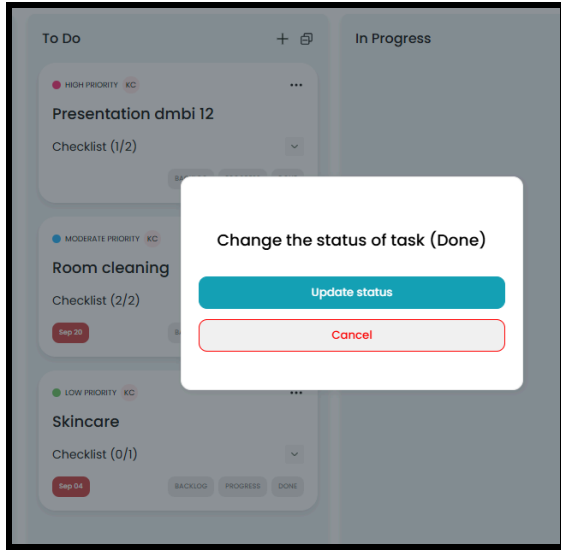 To Do
In Progress
HIGH PRIORITY KC
Presentation dmbi 12
Checklist (1/2)
MODERATE PRIORITY KC
Room cleaning
Checklist (2/2)
Sep 20
Change the status of task (Done)
Update status
Cancel
LOW PRIORITY KC
Skincare
Checklist (0/1)
Sep 04
BACKLOG PROGRESS DONE